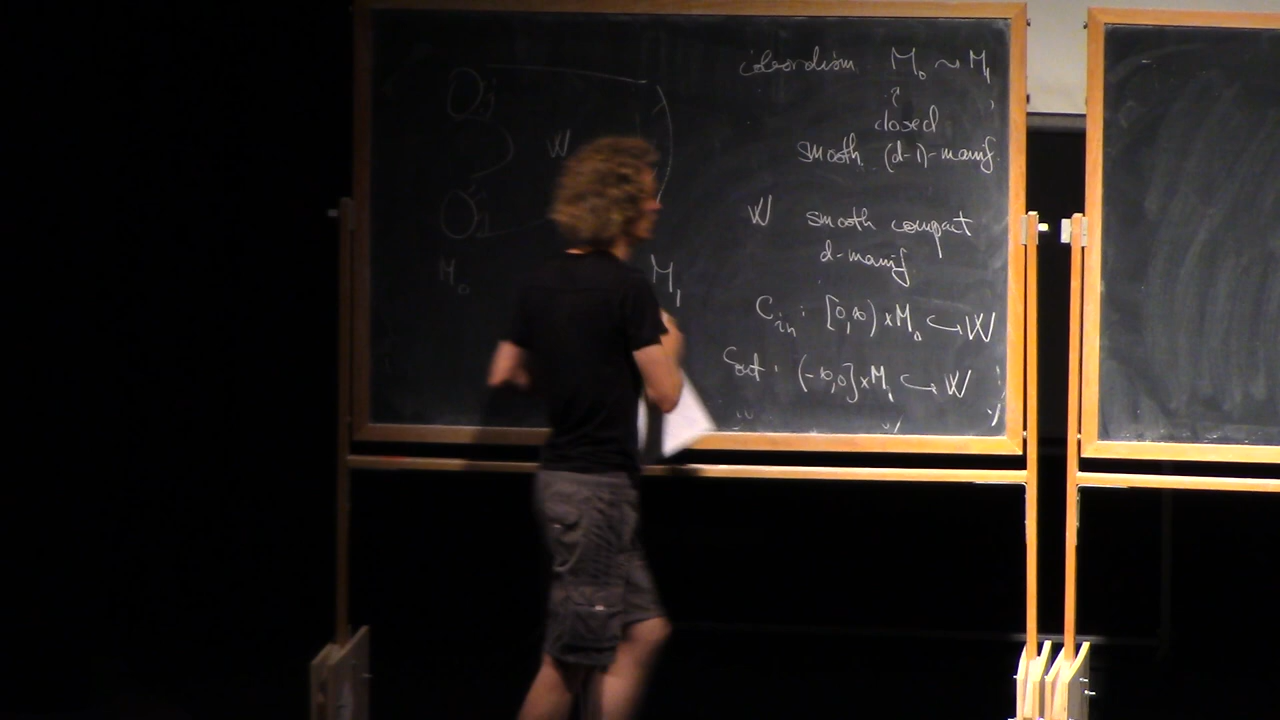 cobordism M₀ ~ M₁
closed
smooth (d-1)-manif
W
W smooth compact
d-manif
M₀ M₁
C_in : [0,∞) × M₀ ↪ W
C_out : (-∞,0] × M₁ ↪ W